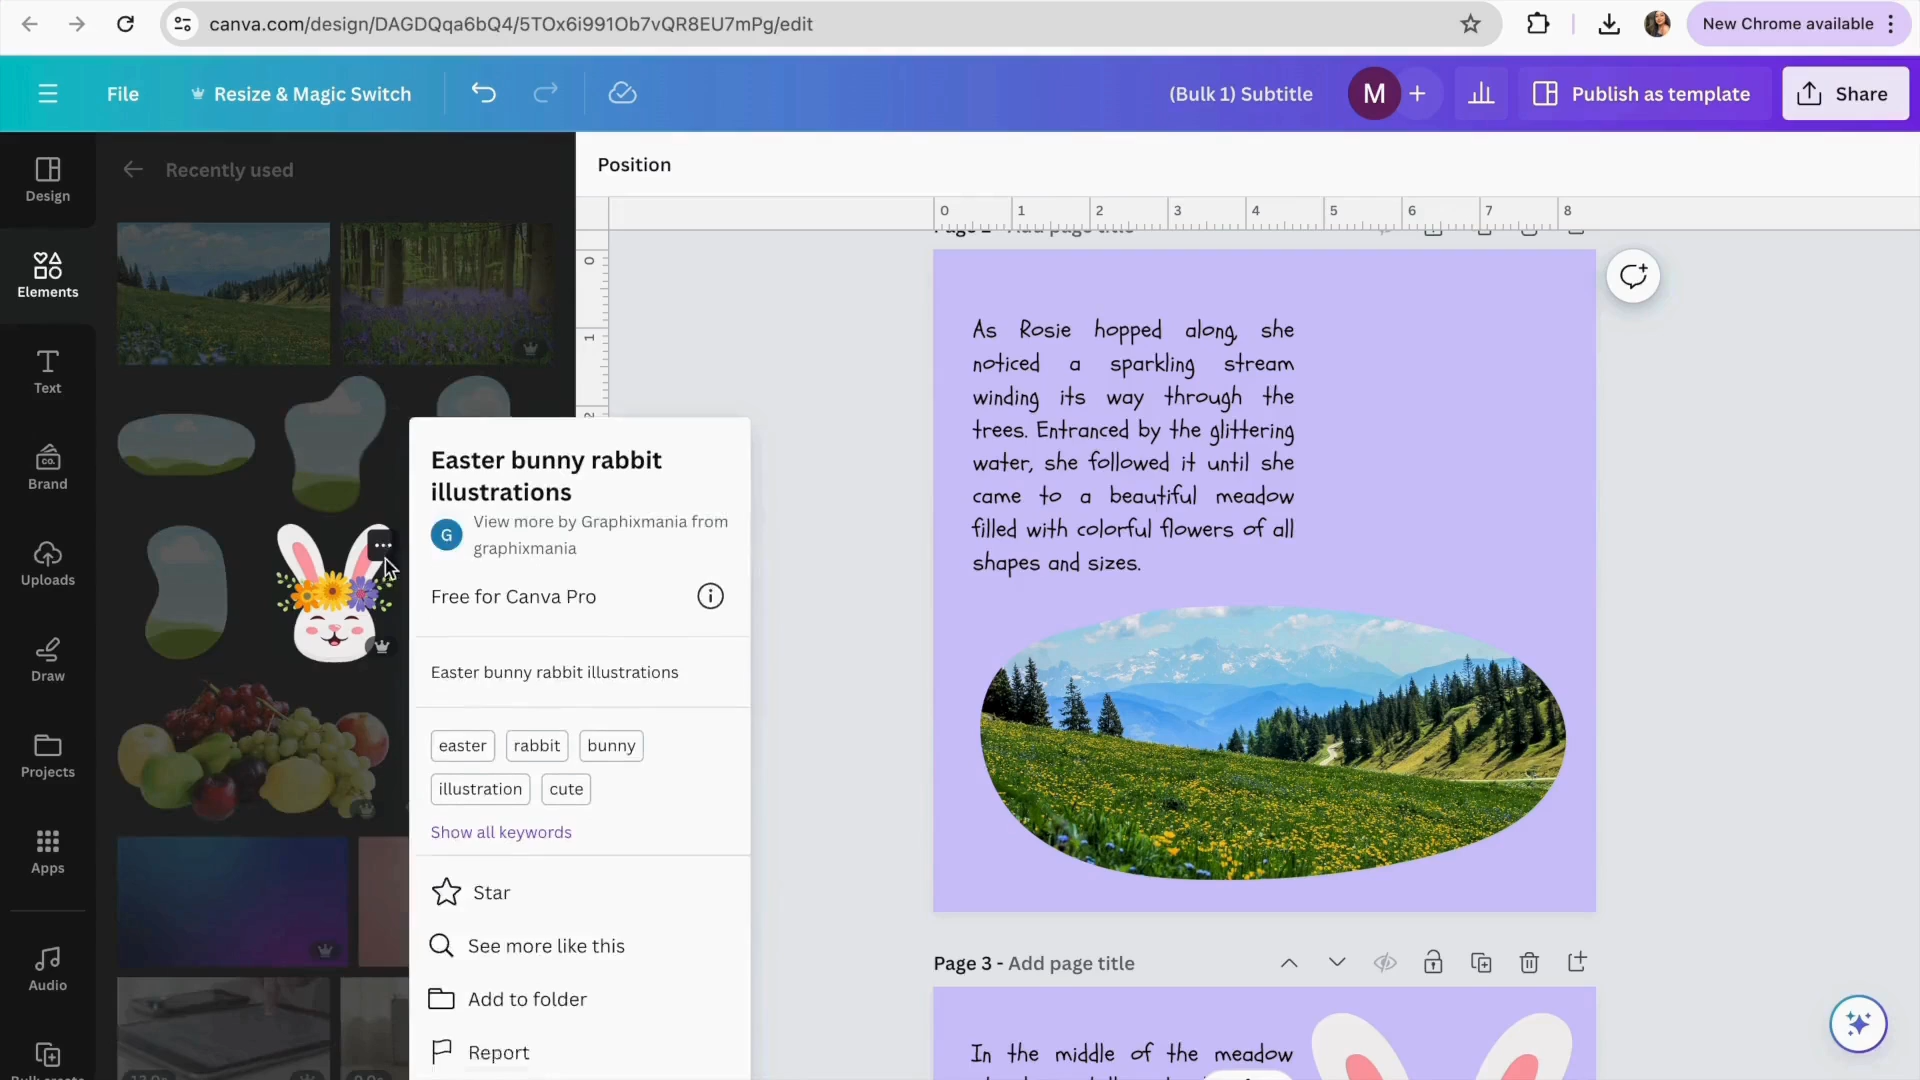 canva.com/design/DAGDQqa6bQ4/5TOx6i991Ob7vQR8EU7mPg/edit
New Chrome available
File
Resize & Magic Switch
(Bulk 1) Subtitle
M
Publish as template
Share
Design
Elements
Text
Brand
Uploads
Draw
Projects
Apps
Audio
Recently used
Position
0 1 2 3 4 5 6 7 8
0
1
2
Add page title
Easter bunny rabbit
illustrations
G
View more by Graphixmania from
graphixmania
Free for Canva Pro
Easter bunny rabbit illustrations
easter rabbit bunny
illustration cute
Show all keywords
Star
See more like this
Add to folder
Report
As Rosie hopped along, she
noticed a sparkling stream
winding its way through the
trees. Entranced by the glittering
water, she followed it until she
came to a beautiful meadow
filled with colorful flowers of all
shapes and sizes.
Page 3 - Add page title
In the middle of the meadow